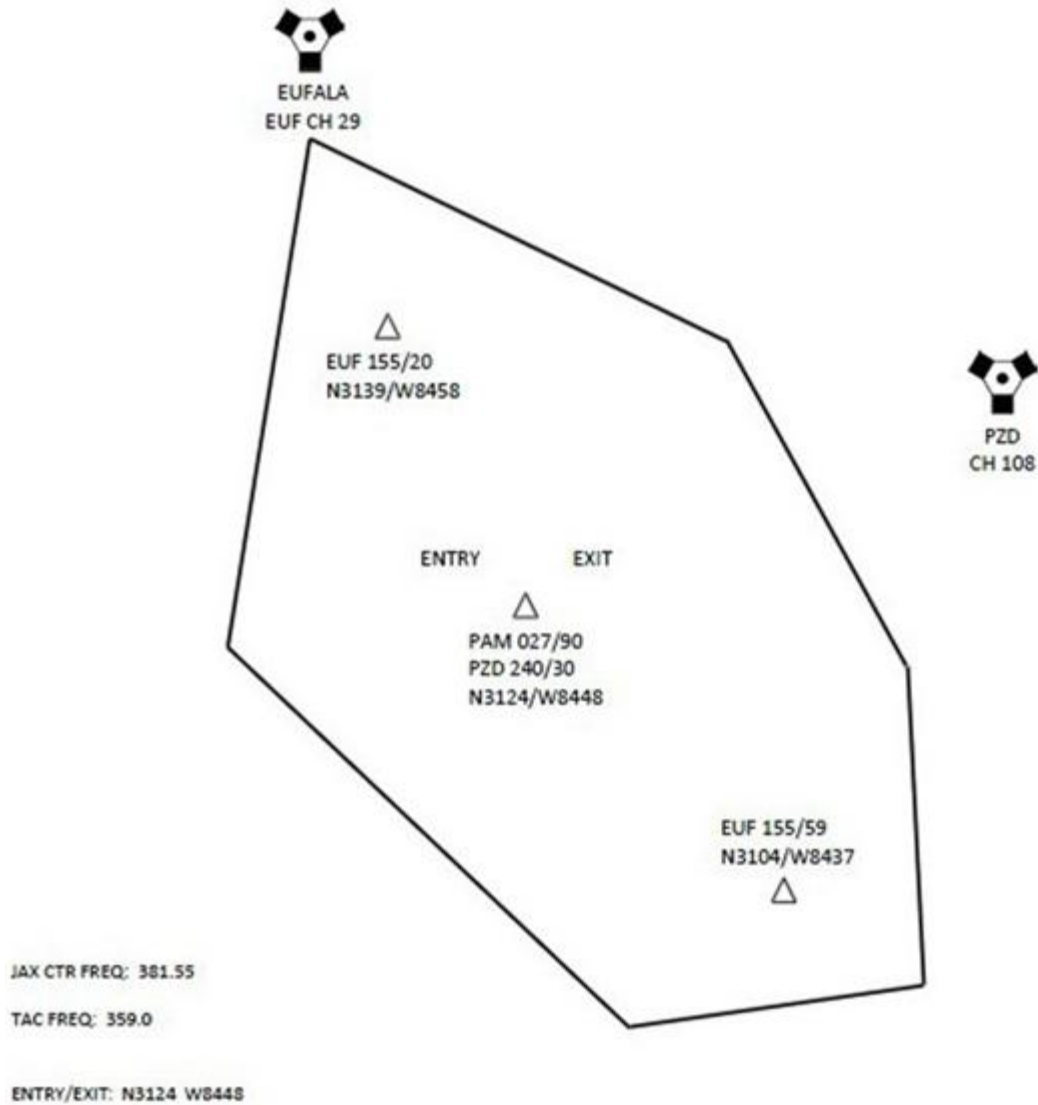 EUFALA
EUF CH 29
EUF 155/20
N3139/W8458
PZD
CH 108
ENTRY
EXIT
PAM 027/90
PZD 240/30
N3124/W8448
EUF 155/59
N3104/W8437
JAX CTR FREQ: 381.55
TAC FREQ: 359.0
ENTRY/EXIT: N3124 W8448